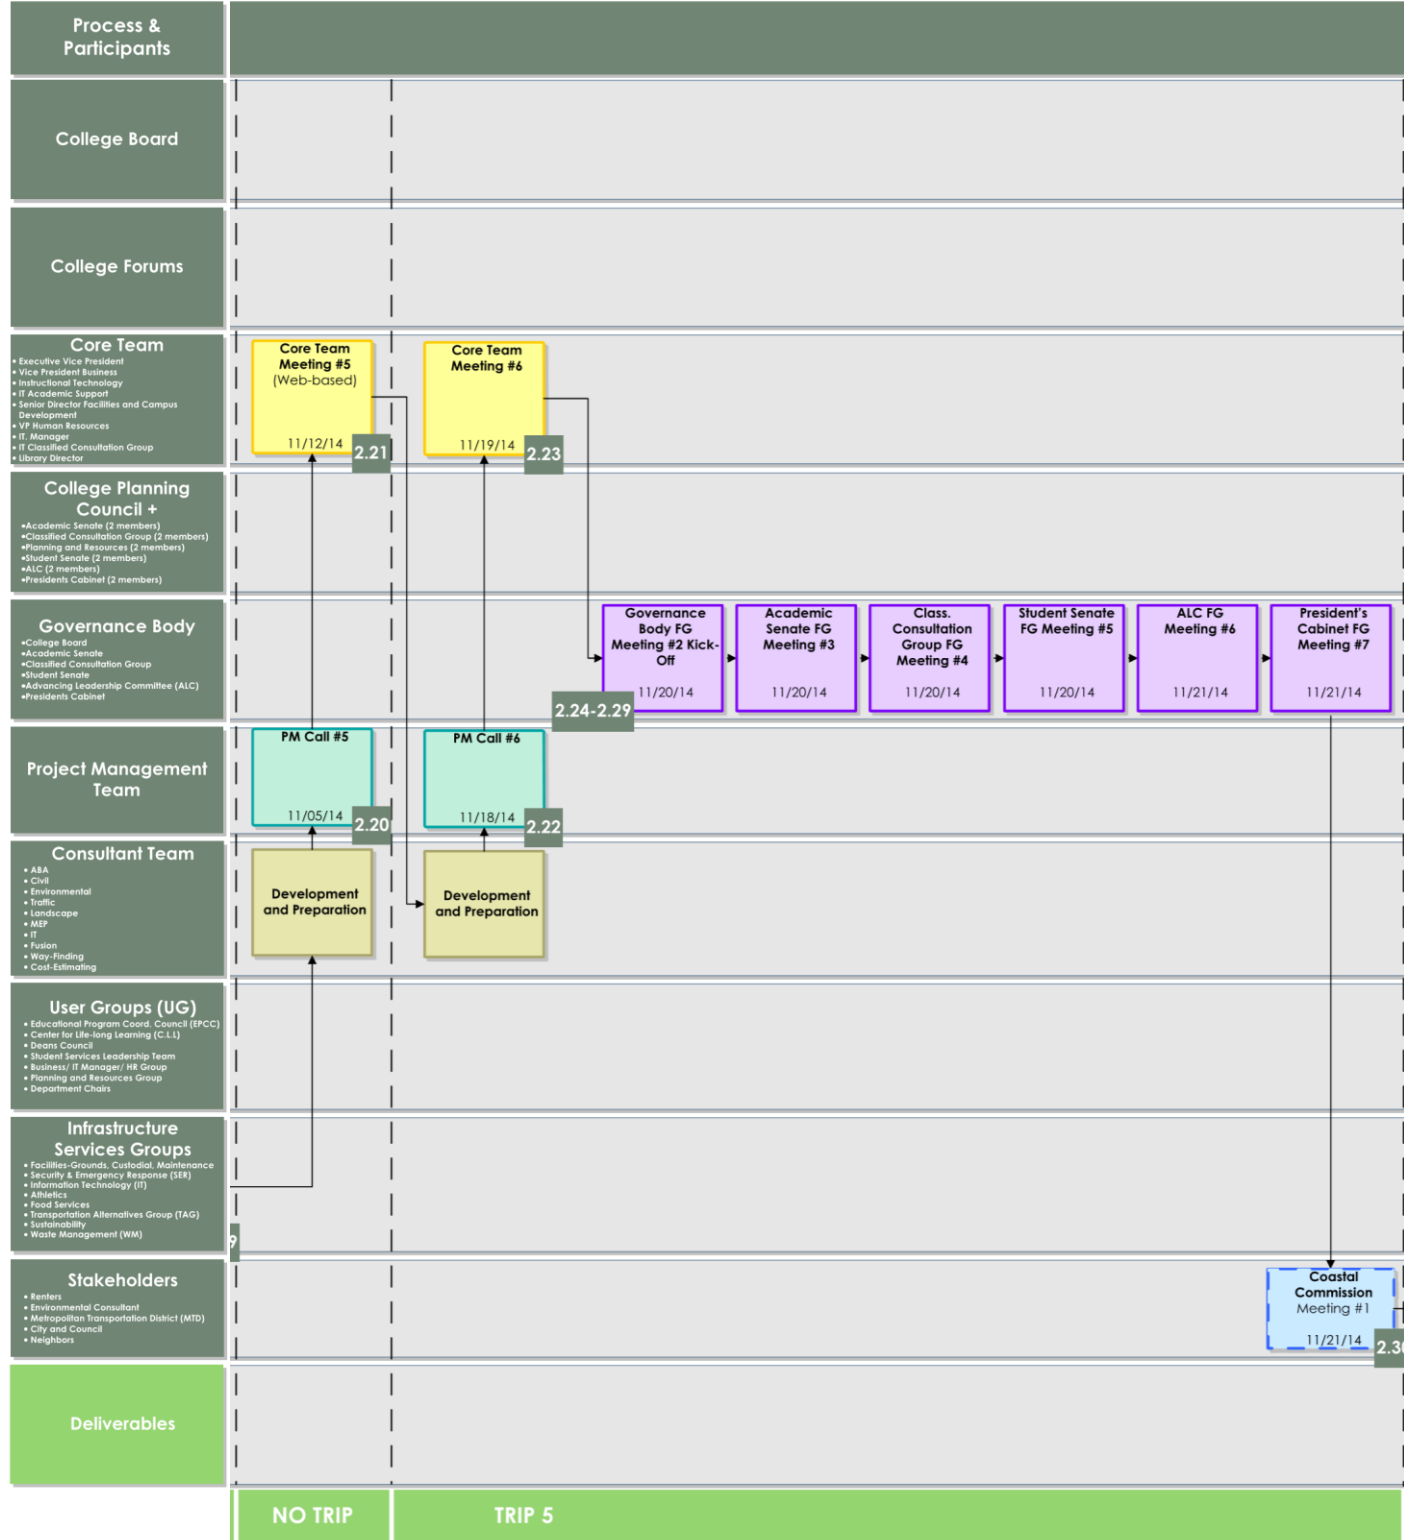 Process &
Participants
College Board
College Forums
Core Team
• Executive Vice President
• Vice President Business
• Instructional Technology
• IT Academic Support
• Senior Director Facilities and Campus
Development
• VP Human Resources
• IT. Manager
• IT Classified Consultation Group
• Library Director
Core Team
Meeting #5
(Web-based)
11/12/14
2.21
Core Team
Meeting #6
11/19/14
2.23
College Planning
Council +
•Academic Senate (2 members)
•Classified Consultation Group (2 members)
•Planning and Resources (2 members)
•Student Senate (2 members)
•ALC (2 members)
•Presidents Cabinet (2 members)
Governance Body
•College Board
•Academic Senate
•Classified Consultation Group
•Student Senate
•Advancing Leadership Committee (ALC)
•Presidents Cabinet
Governance
Body FG
Meeting #2 Kick-
Off
11/20/14
2.24-2.29
Academic
Senate FG
Meeting #3
11/20/14
Class.
Consultation
Group FG
Meeting #4
11/20/14
Student Senate
FG Meeting #5
11/20/14
ALC FG
Meeting #6
11/21/14
President's
Cabinet FG
Meeting #7
11/21/14
Project Management
Team
PM Call #5
11/05/14
2.20
PM Call #6
11/18/14
2.22
Consultant Team
• ABA
• Civil
• Environmental
• Traffic
• Landscape
• MEP
• IT
• Fusion
• Way-Finding
• Cost-Estimating
Development
and Preparation
Development
and Preparation
User Groups (UG)
• Educational Program Coord. Council (EPCC)
• Center for Life-long Learning (C.L.L)
• Deans Council
• Student Services Leadership Team
• Business/ IT Manager/ HR Group
• Planning and Resources Group
• Department Chairs
Infrastructure
Services Groups
• Facilities-Grounds, Custodial, Maintenance
• Security & Emergency Response (SER)
• Information Technology (IT)
• Athletics
• Food Services
• Transportation Alternatives Group (TAG)
• Sustainability
• Waste Management (WM)
9
Stakeholders
• Renters
• Environmental Consultant
• Metropolitan Transportation District (MTD)
• City and Council
• Neighbors
Coastal
Commission
Meeting #1
11/21/14
2.30
Deliverables
NO TRIP
TRIP 5